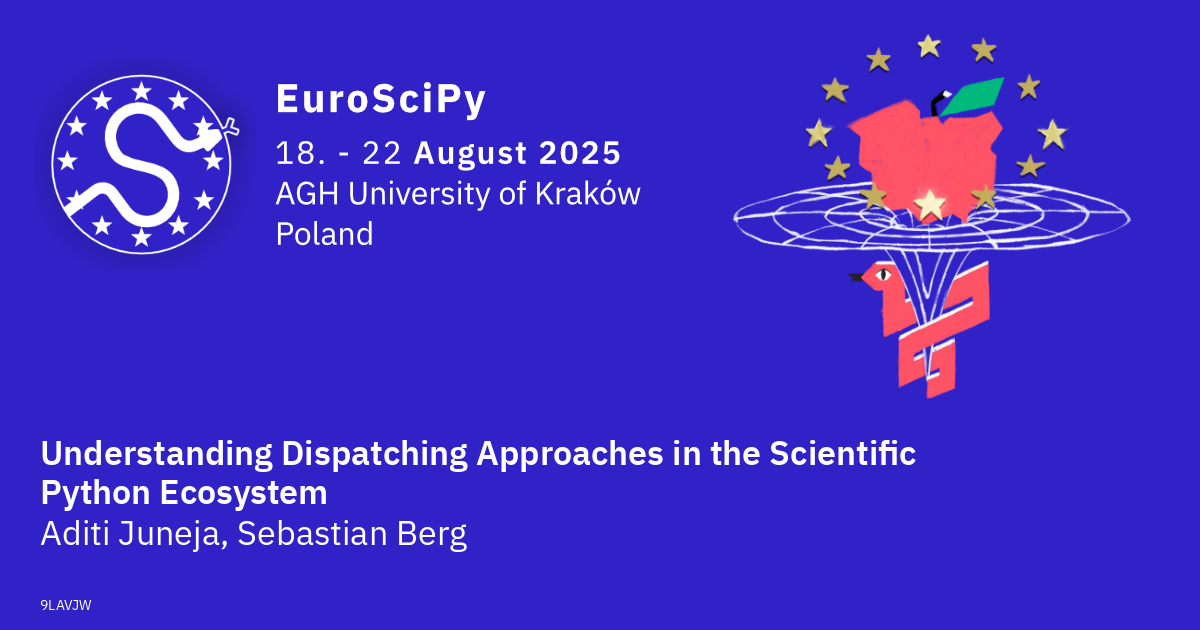 EuroSciPy
18. - 22 August 2025
AGH University of Kraków
Poland
Understanding Dispatching Approaches in the Scientific
Python Ecosystem
Aditi Juneja, Sebastian Berg
9LAVJW